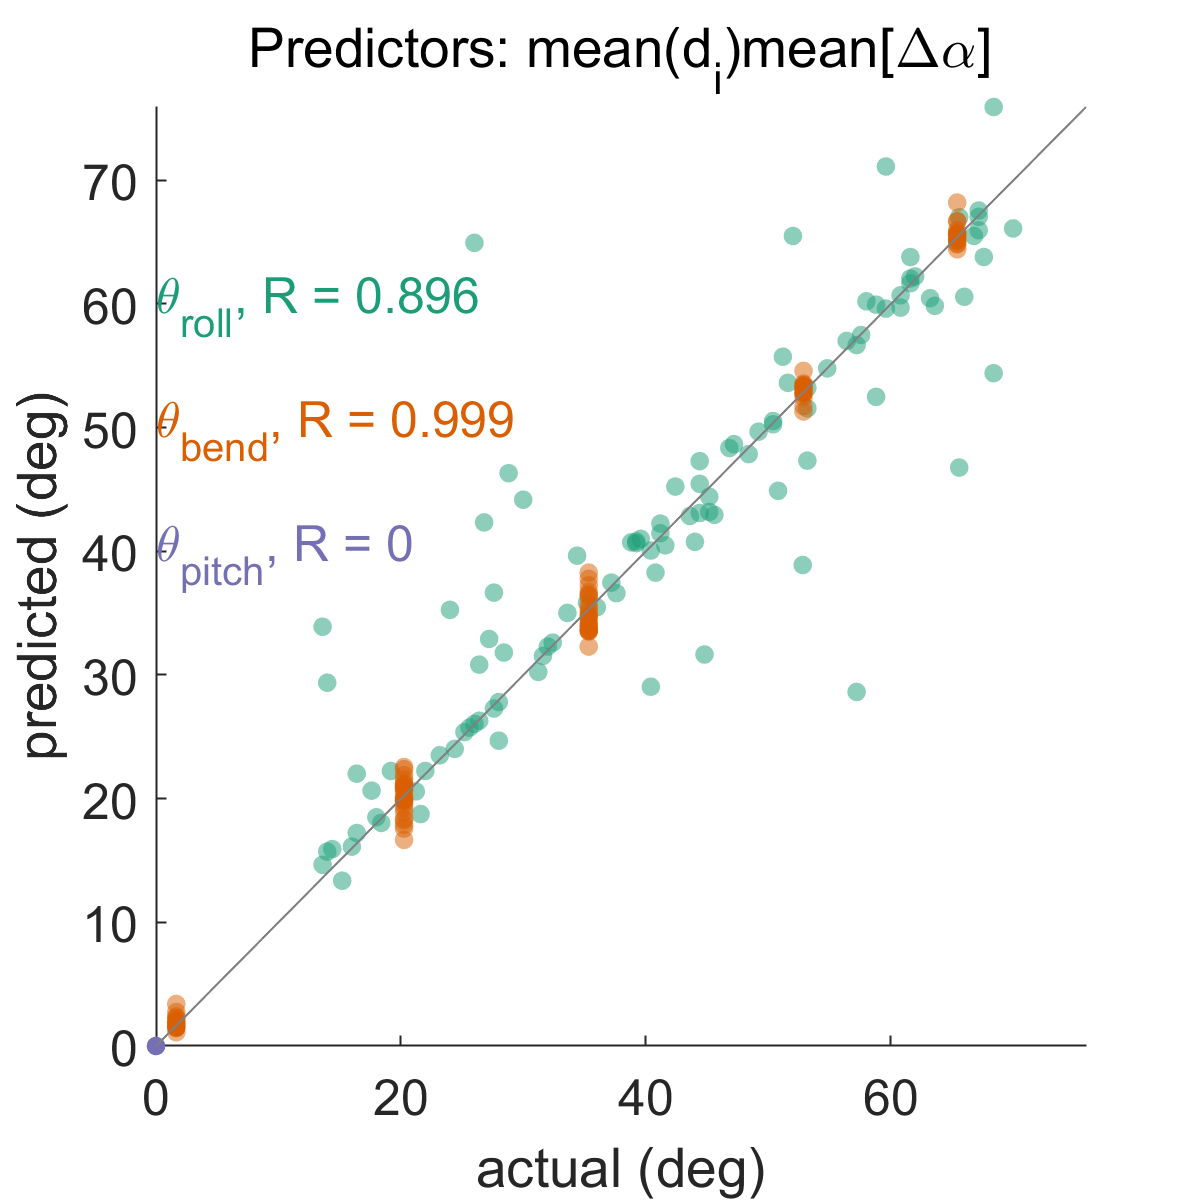 Predictors: mean(d_i)mean[Δα]
70
60
50
40
30
20
10
0
θ_roll, R = 0.896
θ_bend, R = 0.999
θ_pitch, R = 0
predicted (deg)
0 20 40 60
actual (deg)